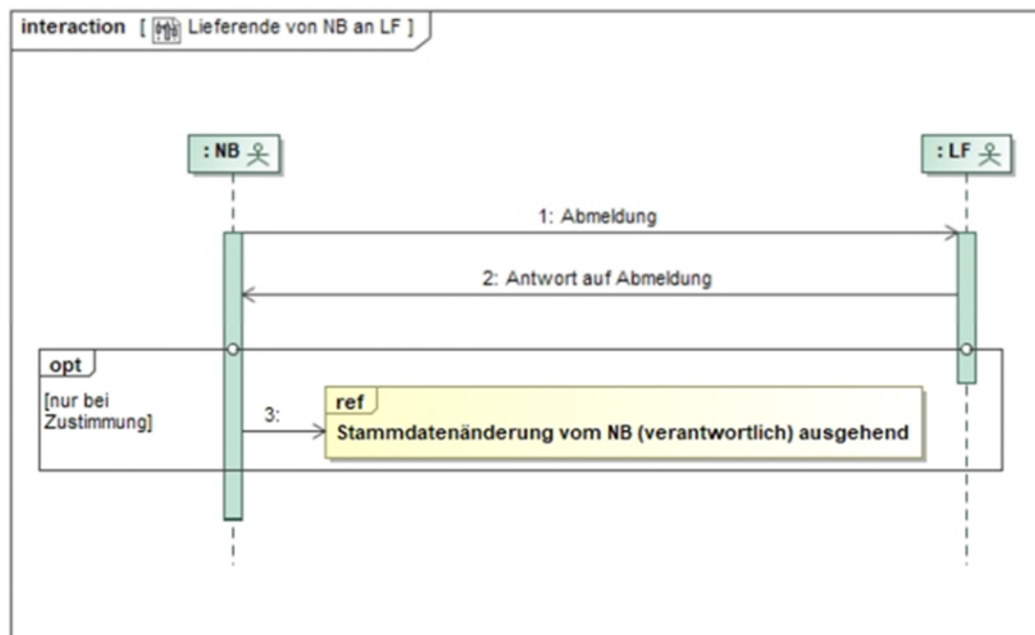 interaction [ Lieferende von NB an LF ]
: NB
: LF
1: Abmeldung
2: Antwort auf Abmeldung
opt
[nur bei
Zustimmung]
3:
ref
Stammdatenänderung vom NB (verantwortlich) ausgehend